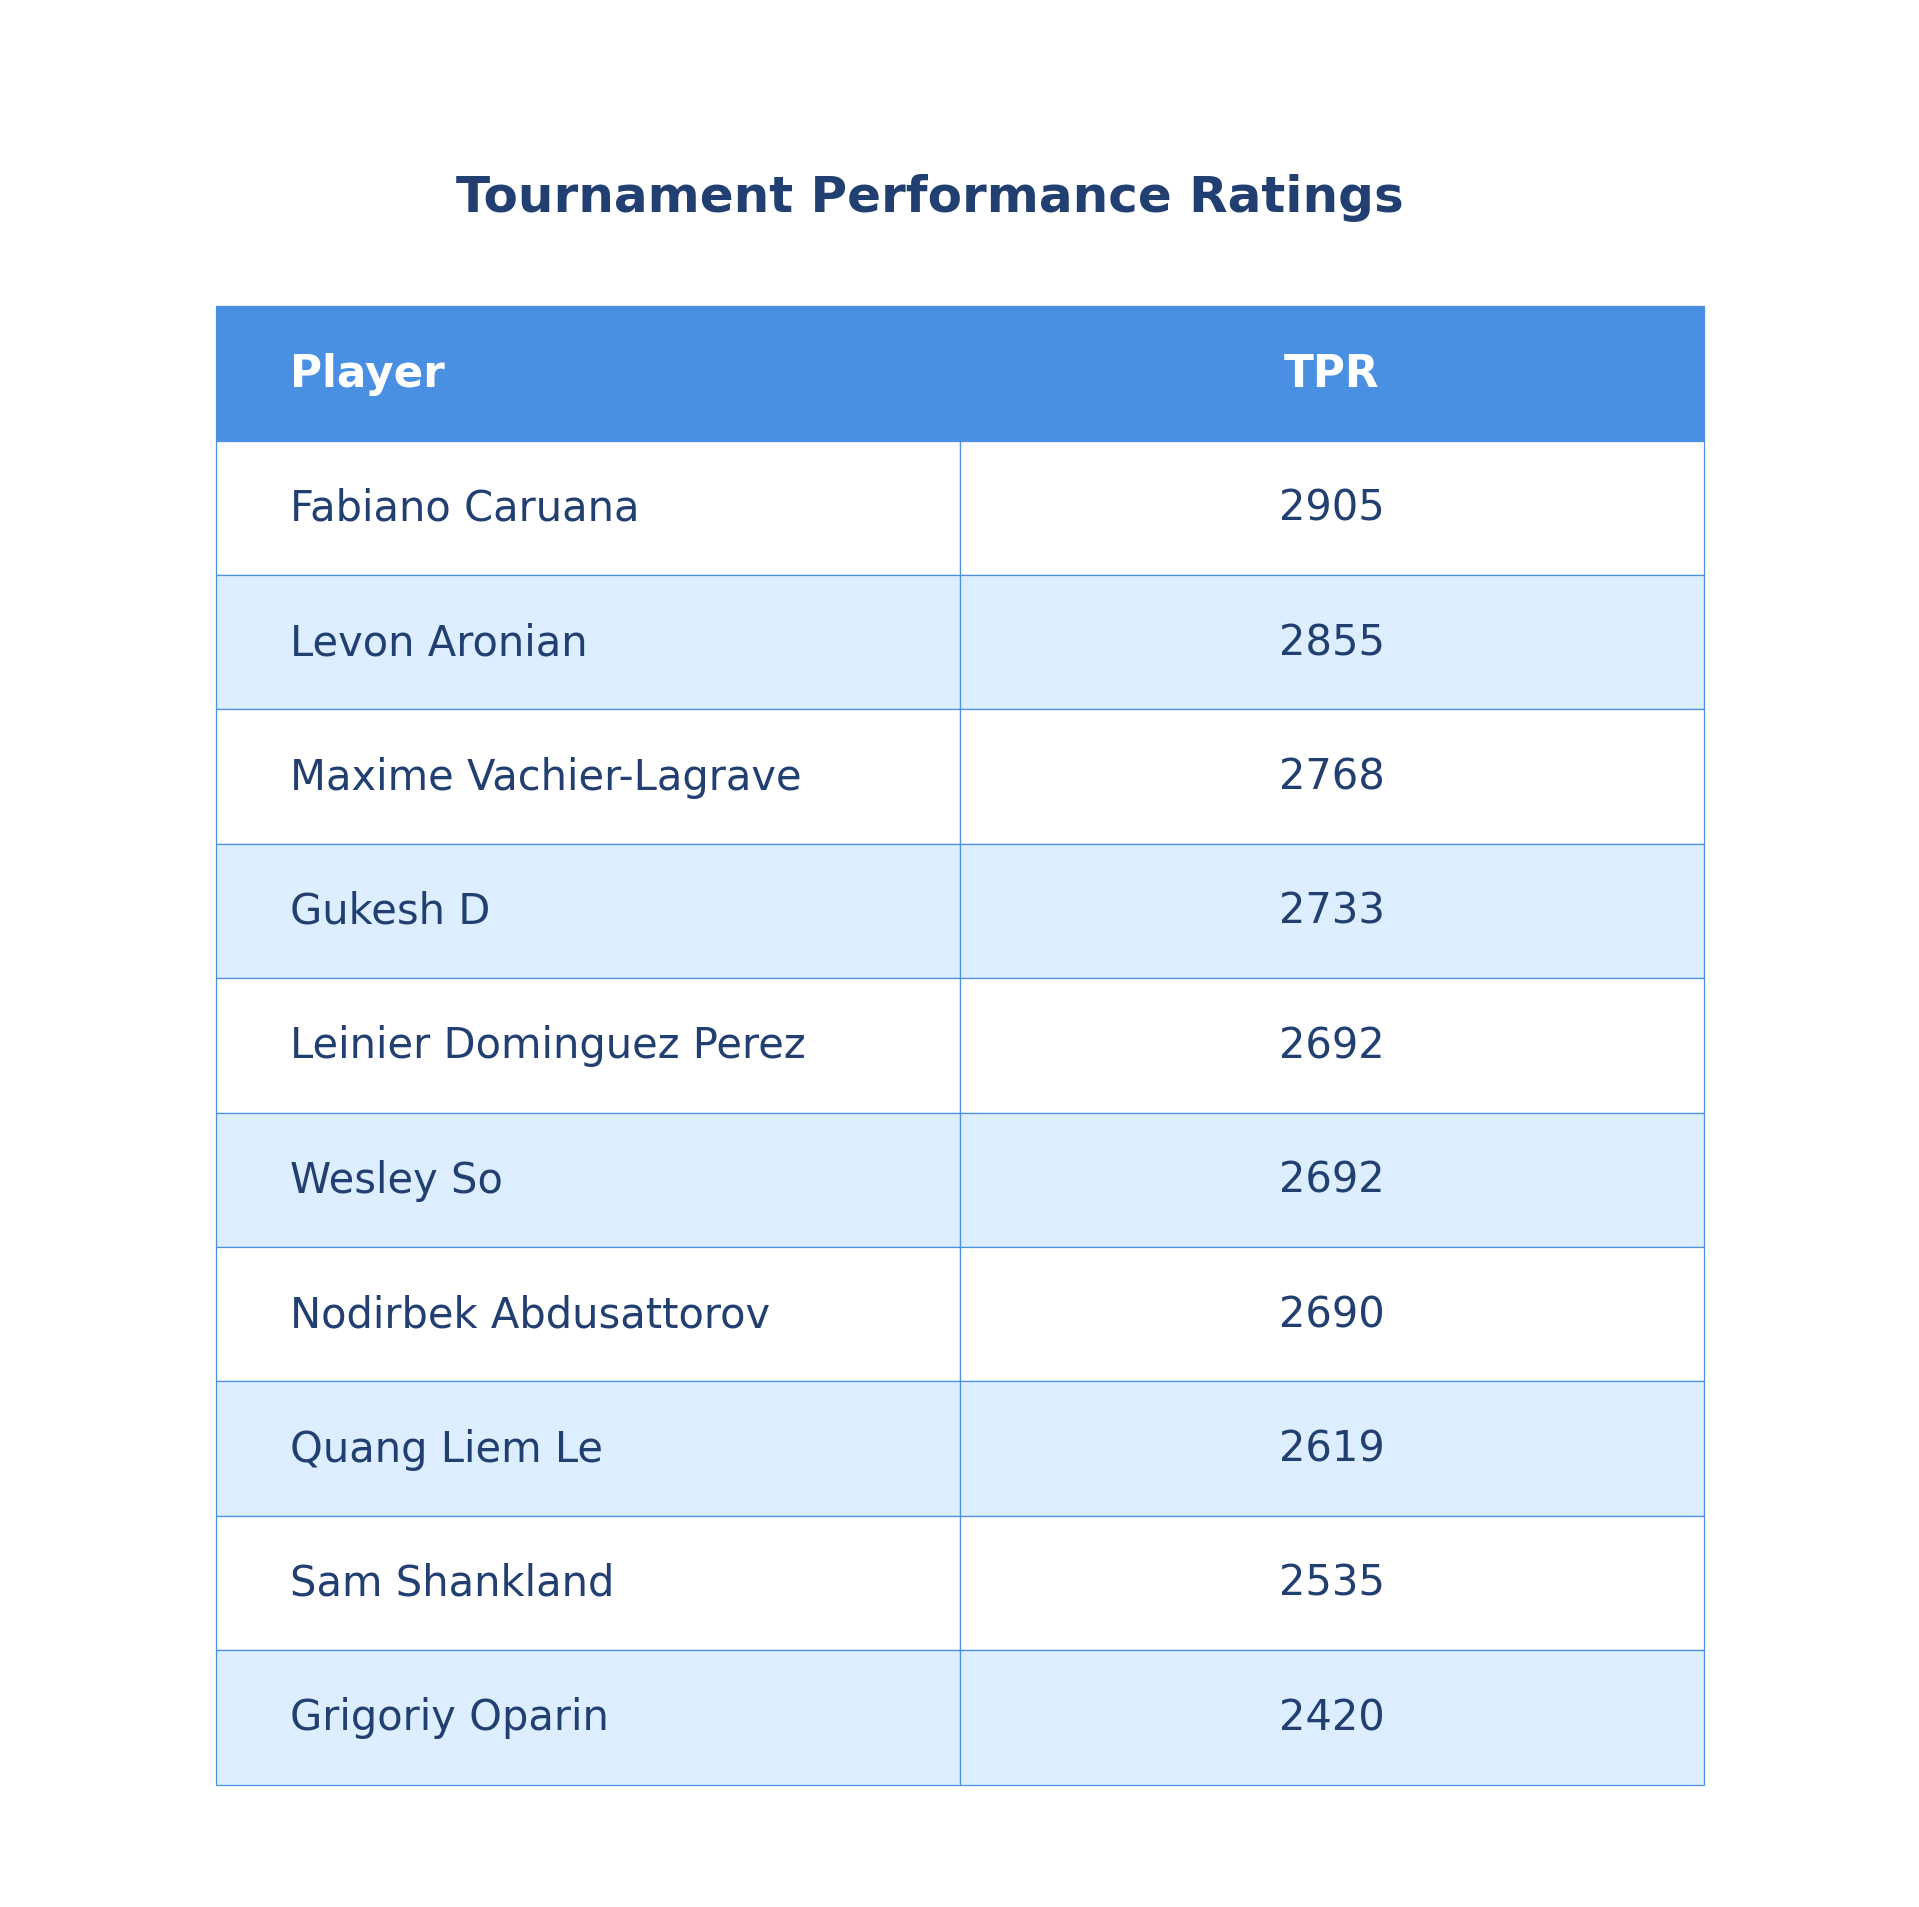 Tournament Performance Ratings
Player TPR
Fabiano Caruana 2905
Levon Aronian 2855
Maxime Vachier-Lagrave 2768
Gukesh D 2733
Leinier Dominguez Perez 2692
Wesley So 2692
Nodirbek Abdusattorov 2690
Quang Liem Le 2619
Sam Shankland 2535
Grigoriy Oparin 2420